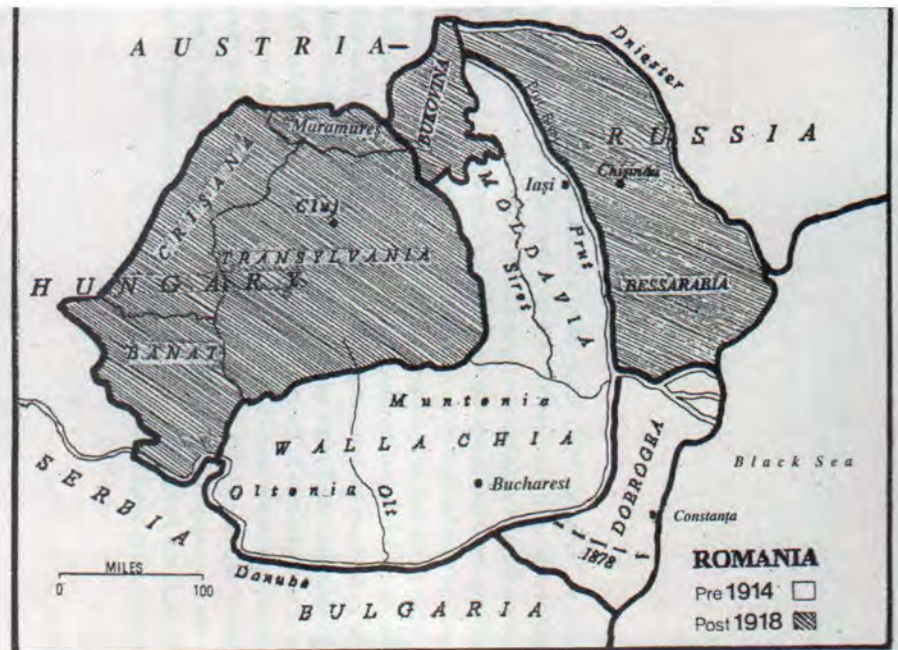 AUSTRIA
Dniester
BUKOVINA
RUSSIA
Maramureş
CRIŞANA
Iaşi
Chişinău
Cluj
MOLDAVIA
Prut
TRANSYLVANIA
Siret
HUNGARY
BESSARABIA
BANAT
Muntenia
WALLACHIA
Black Sea
SERBIA
Oltenia
Olt
Bucharest
DOBROGEA
Constanţa
1878
ROMANIA
MILES
0 100
Danube
Pre 1914
BULGARIA
Post 1918